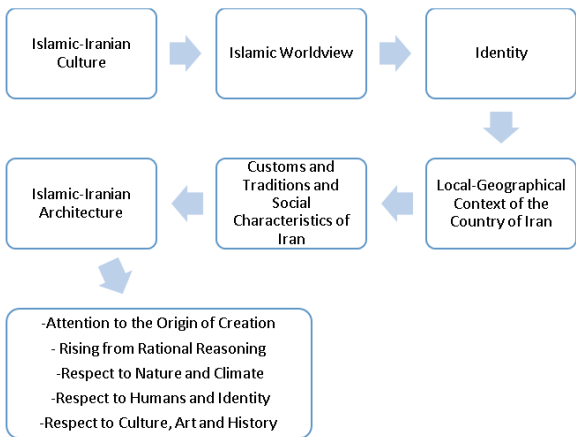 Islamic-Iranian
Culture
Islamic Worldview
Identity
Local-Geographical
Context of the
Country of Iran
Customs and
Traditions and
Social
Characteristics of
Iran
Islamic-Iranian
Architecture
-Attention to the Origin of Creation
- Rising from Rational Reasoning
-Respect to Nature and Climate
-Respect to Humans and Identity
-Respect to Culture, Art and History